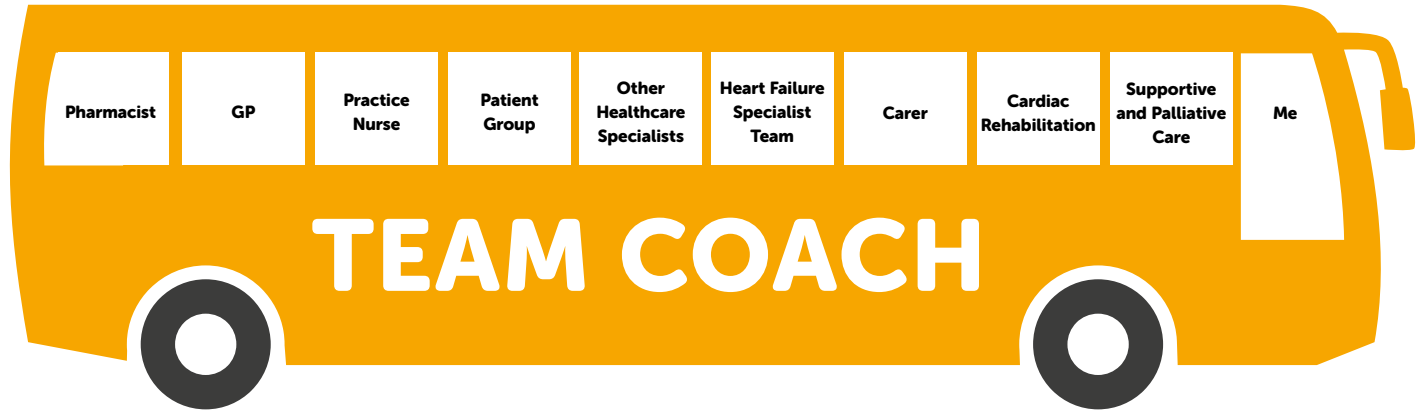 Pharmacist
GP
Practice
Nurse
Patient
Group
Other
Healthcare
Specialists
Heart Failure
Specialist
Team
Carer
Cardiac
Rehabilitation
Supportive
and Palliative
Care
Me
TEAM COACH